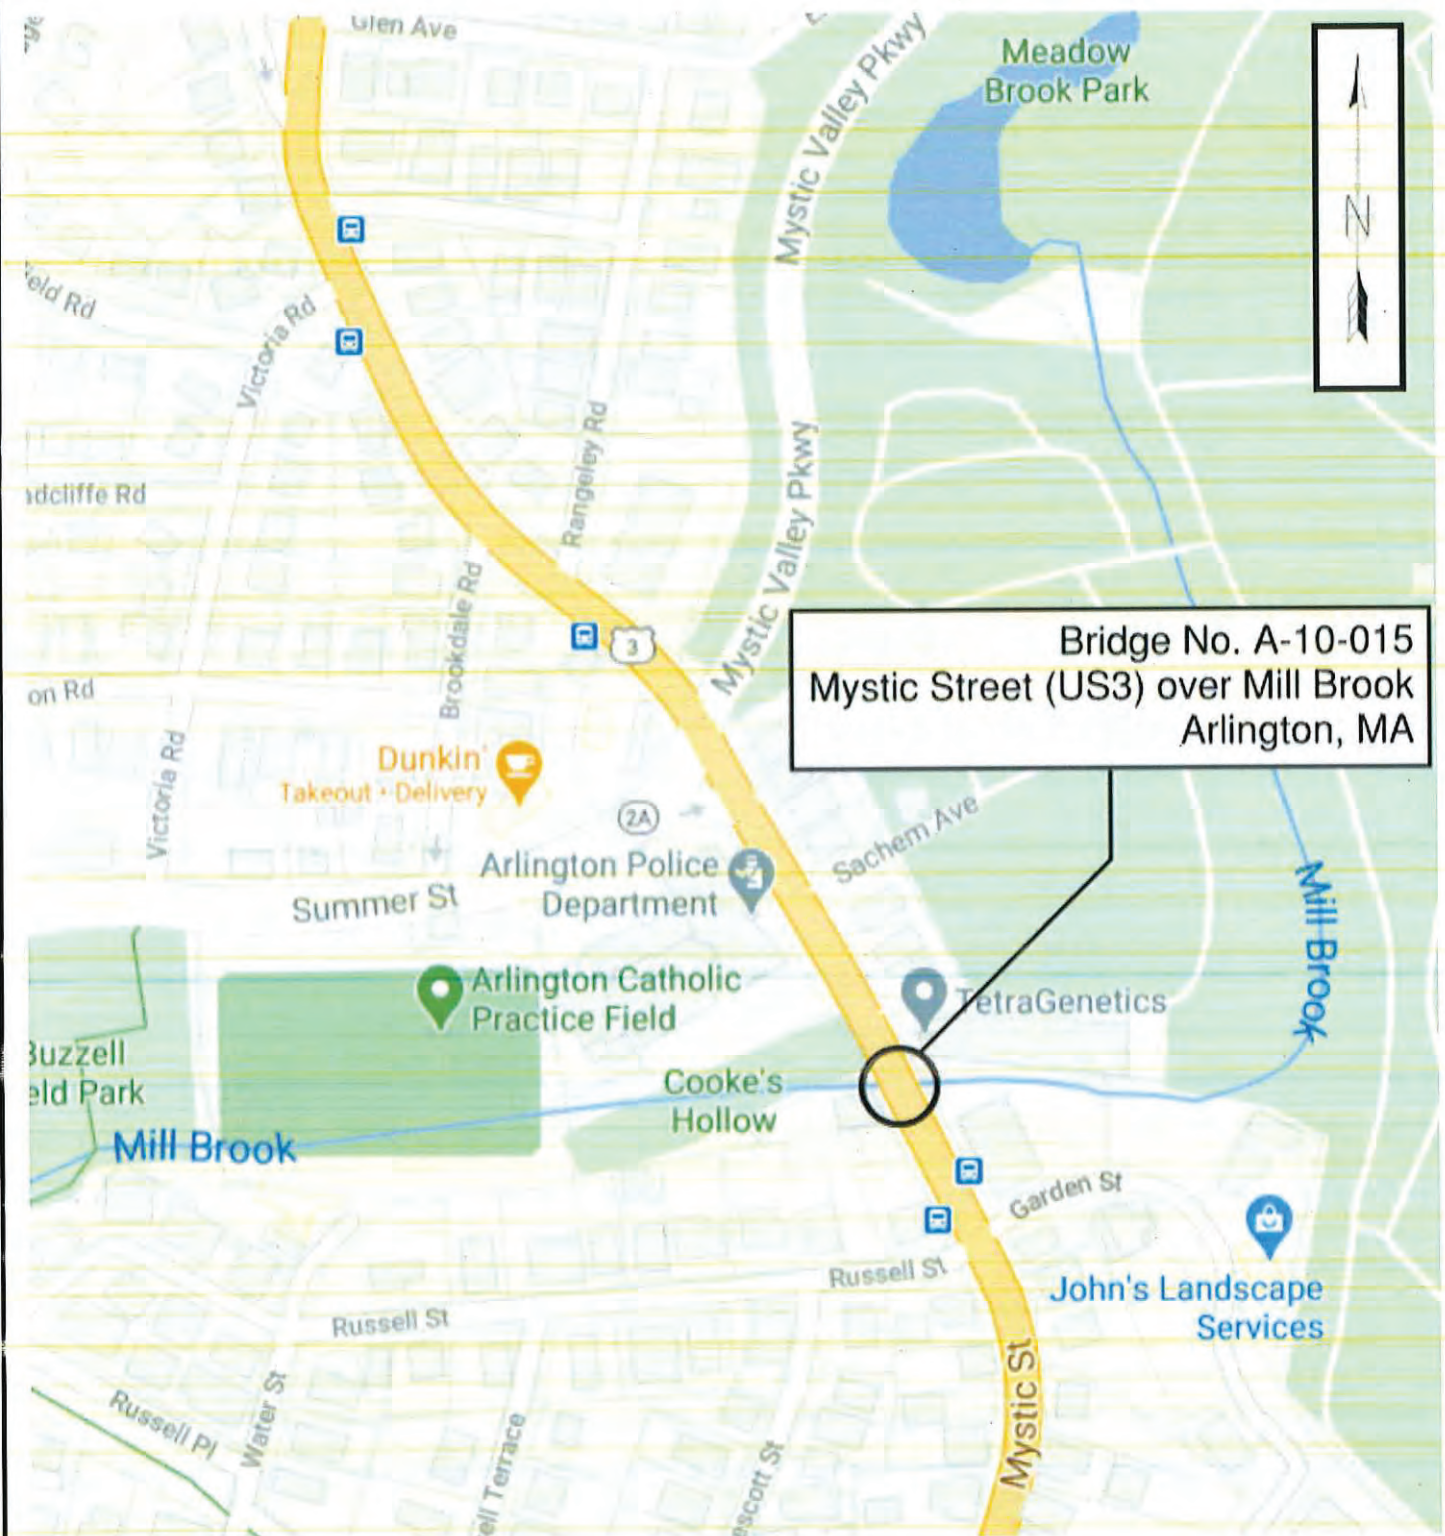 Glen Ave
Meadow
Brook Park
Mystic Valley Pkwy
N
eld Rd
Victoria Rd
Rangeley Rd
Mystic Valley Pkwy
adcliffe Rd
Brookdale Rd
3
Bridge No. A-10-015
Mystic Street (US3) over Mill Brook
Arlington, MA
on Rd
Victoria Rd
Dunkin'
Takeout · Delivery
2A
Sachem Ave
Arlington Police
Department
Summer St
Mill Brook
Arlington Catholic
Practice Field
TetraGenetics
Buzzell
eld Park
Cooke's
Hollow
Mill Brook
Garden St
Russell St
John's Landscape
Services
Russell St
Mystic St
Russell Pl
Water St
ell Terrace
escott St